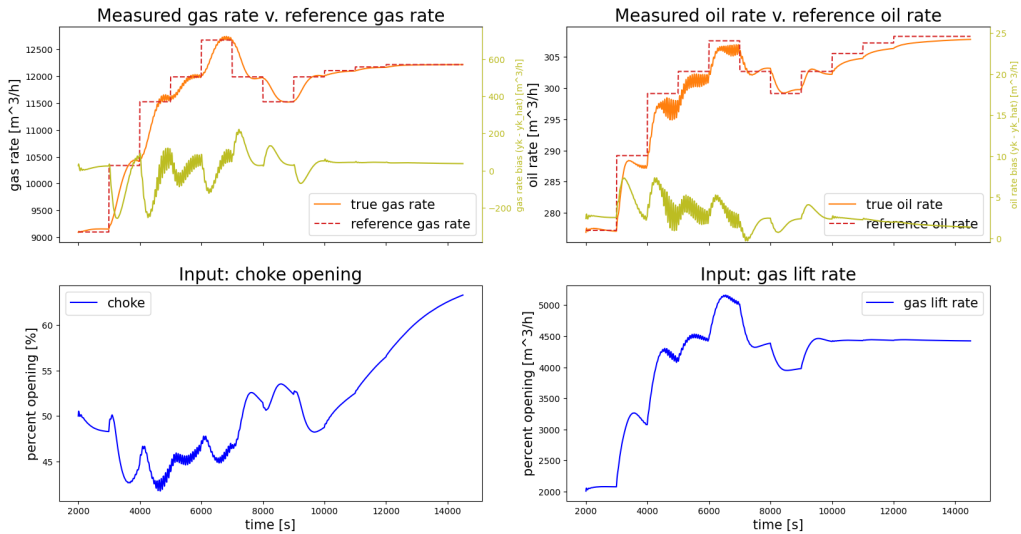 Measured gas rate v. reference gas rate
12500
12000
11500
11000
10500
10000
9500
9000
gas rate [m^3/h]
600
400
200
0
−200
gas rate bias (yk - yk_hat) [m^3/h]
true gas rate
reference gas rate
Measured oil rate v. reference oil rate
305
300
295
290
285
280
oil rate [m^3/h]
25
20
15
10
5
0
oil rate bias (yk - yk_hat) [m^3/h]
true oil rate
reference oil rate
Input: choke opening
choke
60
55
50
45
percent opening [%]
2000 4000 6000 8000 10000 12000 14000
time [s]
Input: gas lift rate
gas lift rate
5000
4500
4000
3500
3000
2500
2000
percent opening [m^3/h]
2000 4000 6000 8000 10000 12000 14000
time [s]